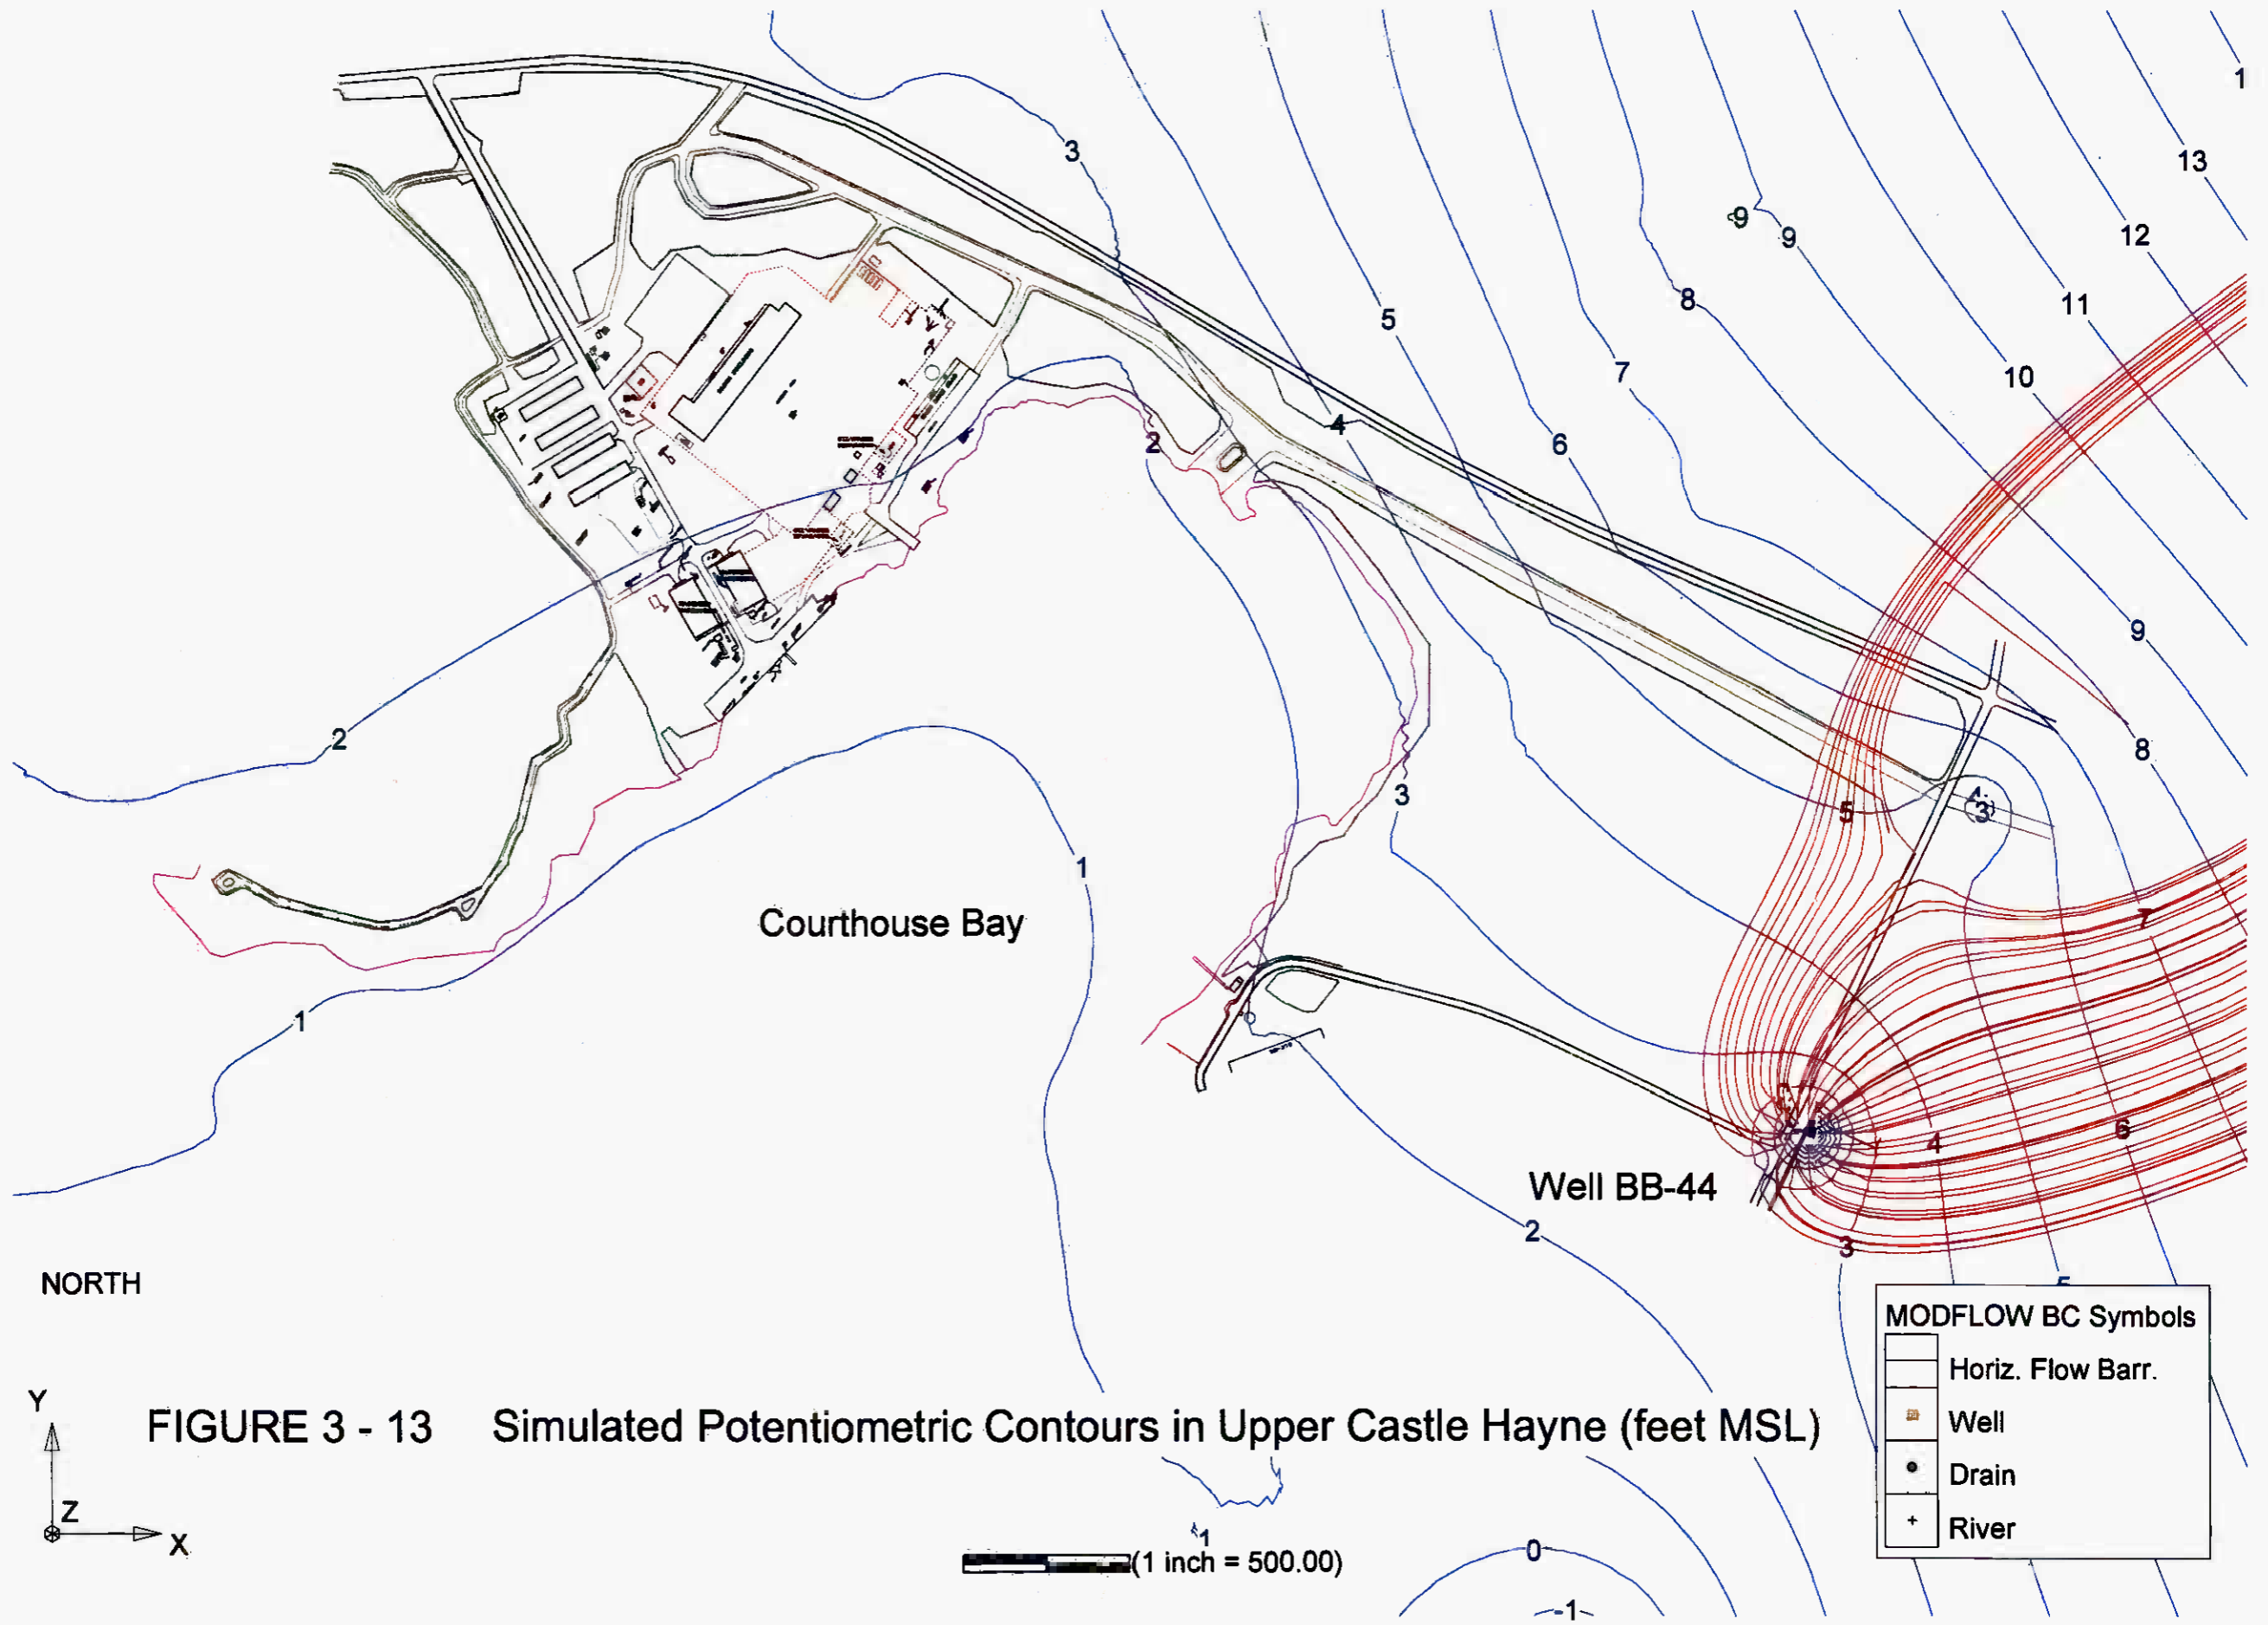 1
3
13
9
9
12
8
11
5
7
10
4
2
6
9
2
8
3
5
4
3
1
7
Courthouse Bay
1
4
6
Well BB-44
2
3
NORTH
5
MODFLOW BC Symbols
Horiz. Flow Barr.
Well
Drain
River
Y
FIGURE 3 - 13 Simulated Potentiometric Contours in Upper Castle Hayne (feet MSL)
Z
X
1
(1 inch = 500.00)
0
-1